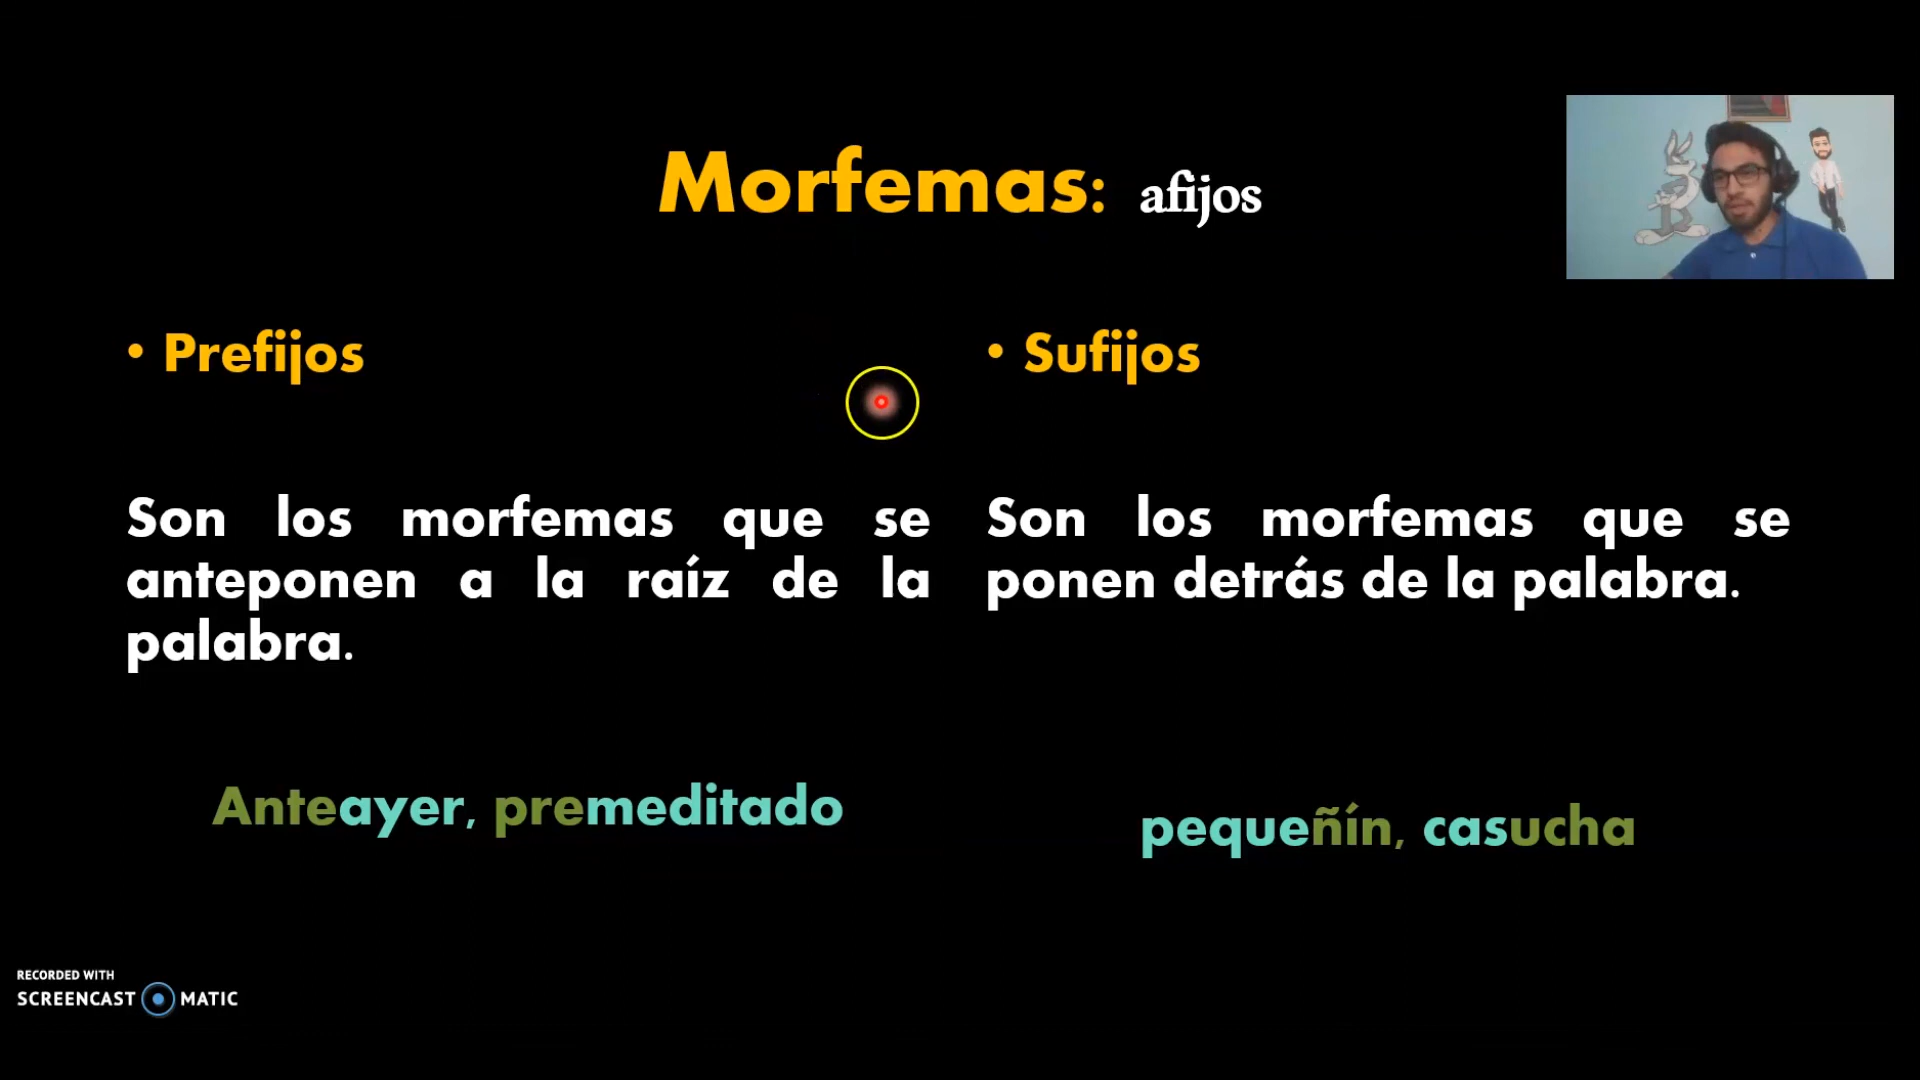 Morfemas: afijos
• Prefijos
Son los morfemas que se
anteponen a la raíz de la
palabra.
Anteayer, premeditado
• Sufijos
Son los morfemas que se
ponen detrás de la palabra.
pequeñín, casucha
RECORDED WITH
SCREENCAST MATIC